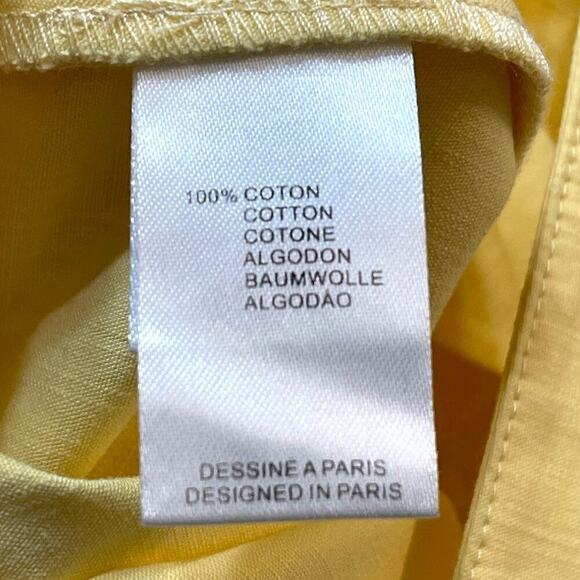 100% COTON
COTTON
COTONE
ALGODON
BAUMWOLLE
ALGODÃO
DESSINE A PARIS
DESIGNED IN PARIS